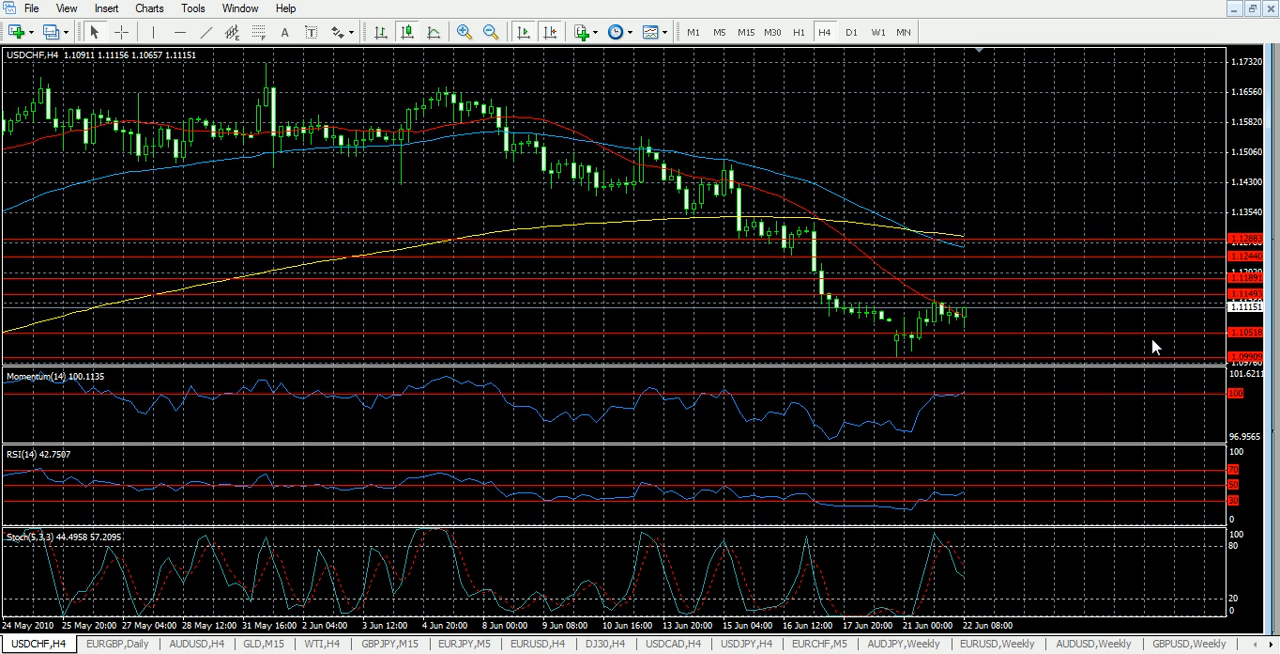 File View Insert Charts Tools Window Help
A T M1 M5 M15 M30 H1 H4 D1 W1 MN
USDCHF,H4 1.10911 1.11156 1.10657 1.11151
1.17320
1.16560
1.15820
1.15060
1.14300
1.13540
1.12440
1.11151
1.10518
1.09909
Momentum(14) 100.1135
101.6211
100
96.9565
RSI(14) 42.7507
100
70
50
30
0
Stoch(5,3,3) 44.4958 57.2095
100
80
20
0
24 May 2010 25 May 20:00 27 May 04:00 28 May 12:00 31 May 16:00 2 Jun 04:00 3 Jun 12:00 4 Jun 20:00 8 Jun 00:00 9 Jun 08:00 10 Jun 16:00 13 Jun 20:00 15 Jun 04:00 16 Jun 12:00 17 Jun 20:00 21 Jun 00:00 22 Jun 08:00
USDCHF,H4 EURGBP,Daily AUDUSD,H4 GLD,M15 WTI,H4 GBPJPY,M15 EURJPY,M5 EURUSD,H4 DJ30,H4 USDCAD,H4 USDJPY,H4 EURCHF,M5 AUDJPY,Weekly EURUSD,Weekly AUDUSD,Weekly GBPUSD,Weekly